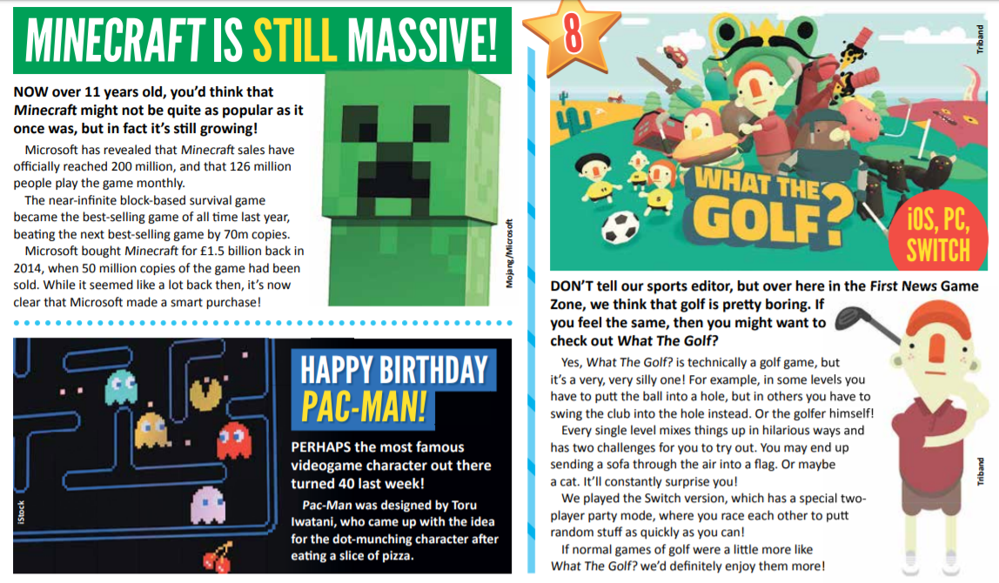 MINECRAFT IS STILL MASSIVE!
NOW over 11 years old, you'd think that
Minecraft might not be quite as popular as it
once was, but in fact it's still growing!
Microsoft has revealed that Minecraft sales have
officially reached 200 million, and that 126 million
people play the game monthly.
The near-infinite block-based survival game
became the best-selling game of all time last year,
beating the next best-selling game by 70m copies.
Microsoft bought Minecraft for £1.5 billion back in
2014, when 50 million copies of the game had been
sold. While it seemed like a lot back then, it's now
clear that Microsoft made a smart purchase!
Mojang/Microsoft
iStock
HAPPY BIRTHDAY
PAC-MAN!
PERHAPS the most famous
videogame character out there
turned 40 last week!
Pac-Man was designed by Toru
Iwatani, who came up with the idea
for the dot-munching character after
eating a slice of pizza.
8
Triband
WHAT THE
GOLF?
iOS, PC,
SWITCH
DON'T tell our sports editor, but over here in the First News Game
Zone, we think that golf is pretty boring. If
you feel the same, then you might want to
check out What The Golf?
Yes, What The Golf? is technically a golf game, but
it's a very, very silly one! For example, in some levels you
have to putt the ball into a hole, but in others you have to
swing the club into the hole instead. Or the golfer himself!
Every single level mixes things up in hilarious ways and
has two challenges for you to try out. You may end up
sending a sofa through the air into a flag. Or maybe
a cat. It'll constantly surprise you!
We played the Switch version, which has a special two-
player party mode, where you race each other to putt
random stuff as quickly as you can!
If normal games of golf were a little more like
What The Golf? we'd definitely enjoy them more!
Triband